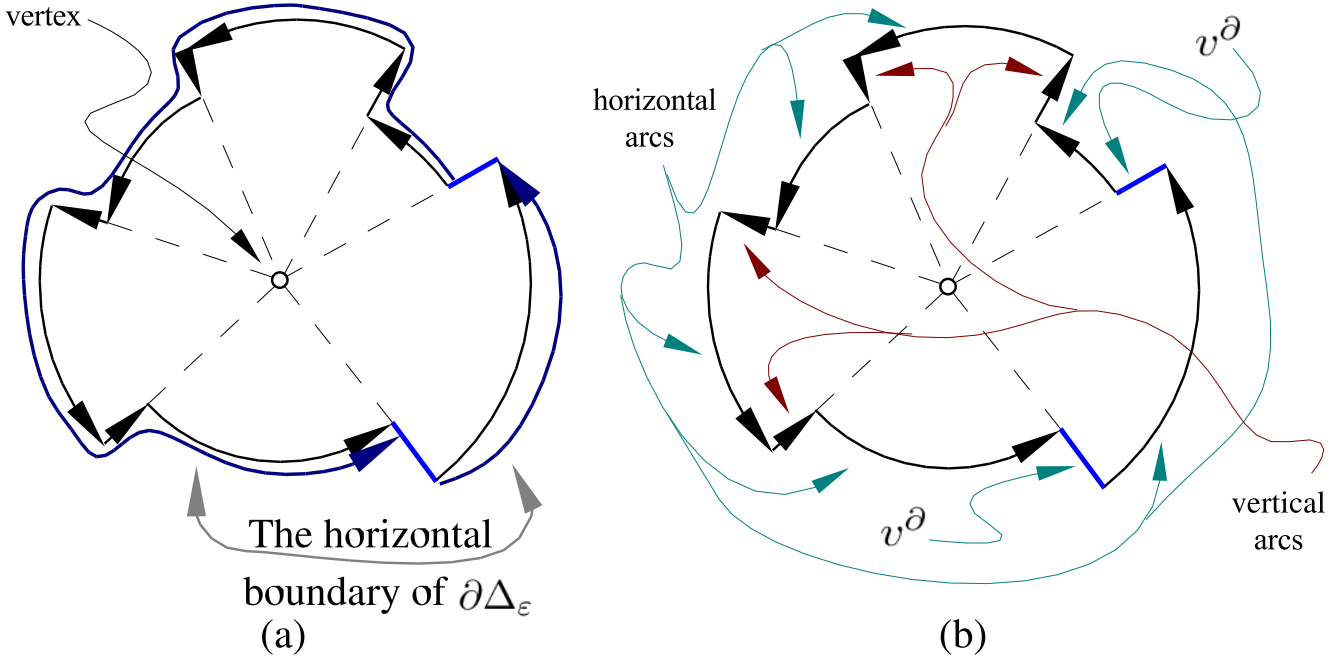 vertex
The horizontal
boundary of ∂Δ_ε
(a)
horizontal
arcs
v^∂
v^∂
vertical
arcs
(b)